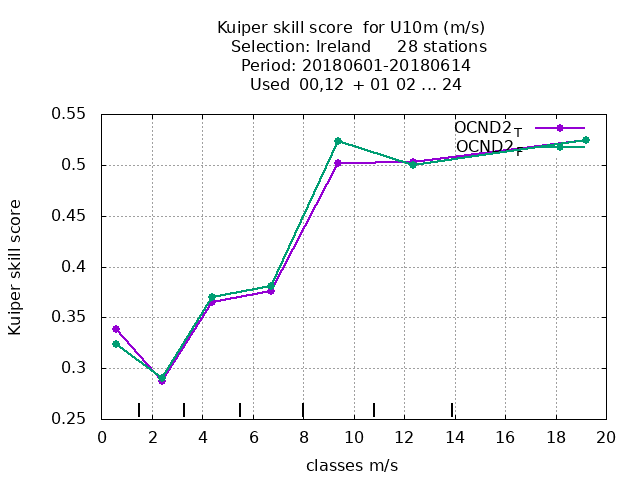 Kuiper skill score  for U10m (m/s)
Selection: Ireland     28 stations
Period: 20180601-20180614
Used  00,12  + 01 02 ... 24
0.55
0.5
0.45
0.4
0.35
0.3
0.25
Kuiper skill score
OCND2T
OCND2F
0 2 4 6 8 10 12 14 16 18 20
classes m/s